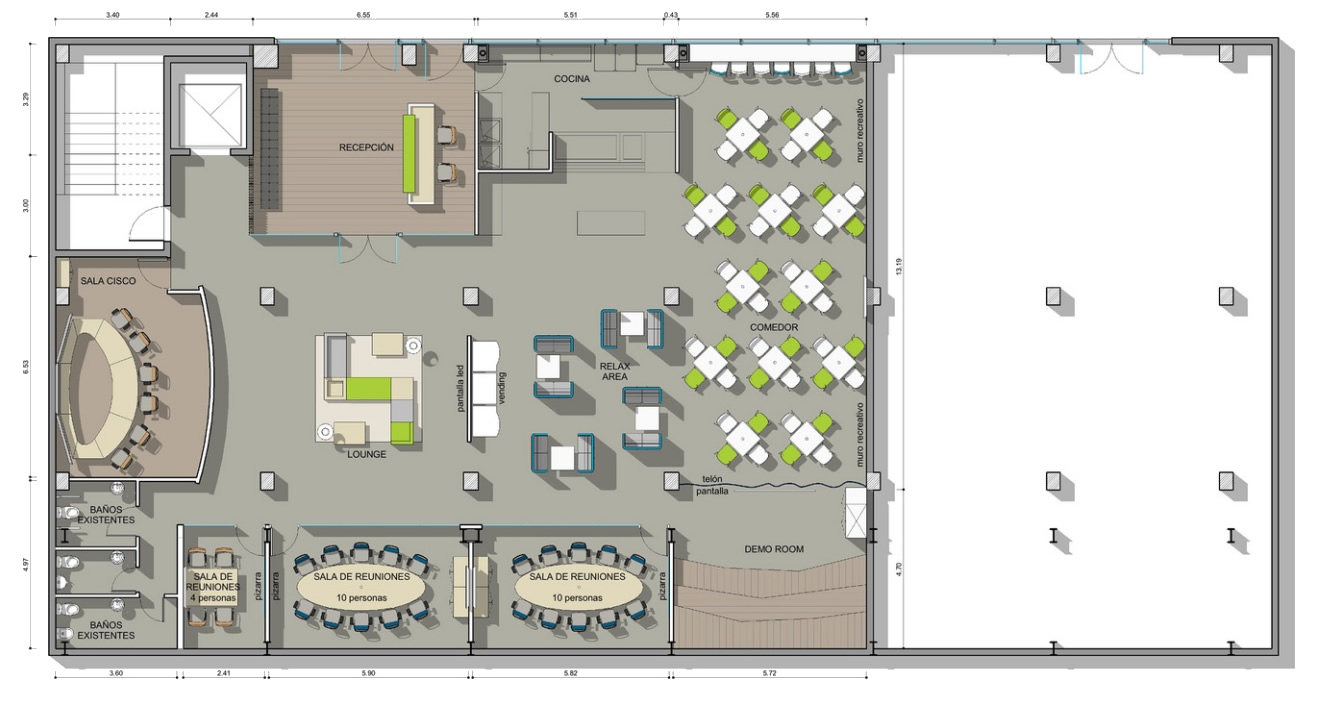 3.40
2.44
6.55
5.51
0.43
5.56
3.29
COCINA
muro recreativo
RECEPCIÓN
3.00
SALA CISCO
13.19
COMEDOR
6.53
pantalla led
vending
RELAX
AREA
muro recreativo
LOUNGE
telón
pantalla
BAÑOS
EXISTENTES
DEMO ROOM
4.97
4.70
SALA DE
REUNIONES
4 personas
pizarra
pizarra
SALA DE REUNIONES
10 personas
SALA DE REUNIONES
10 personas
pizarra
BAÑOS
EXISTENTES
3.60
2.41
5.90
5.82
5.72